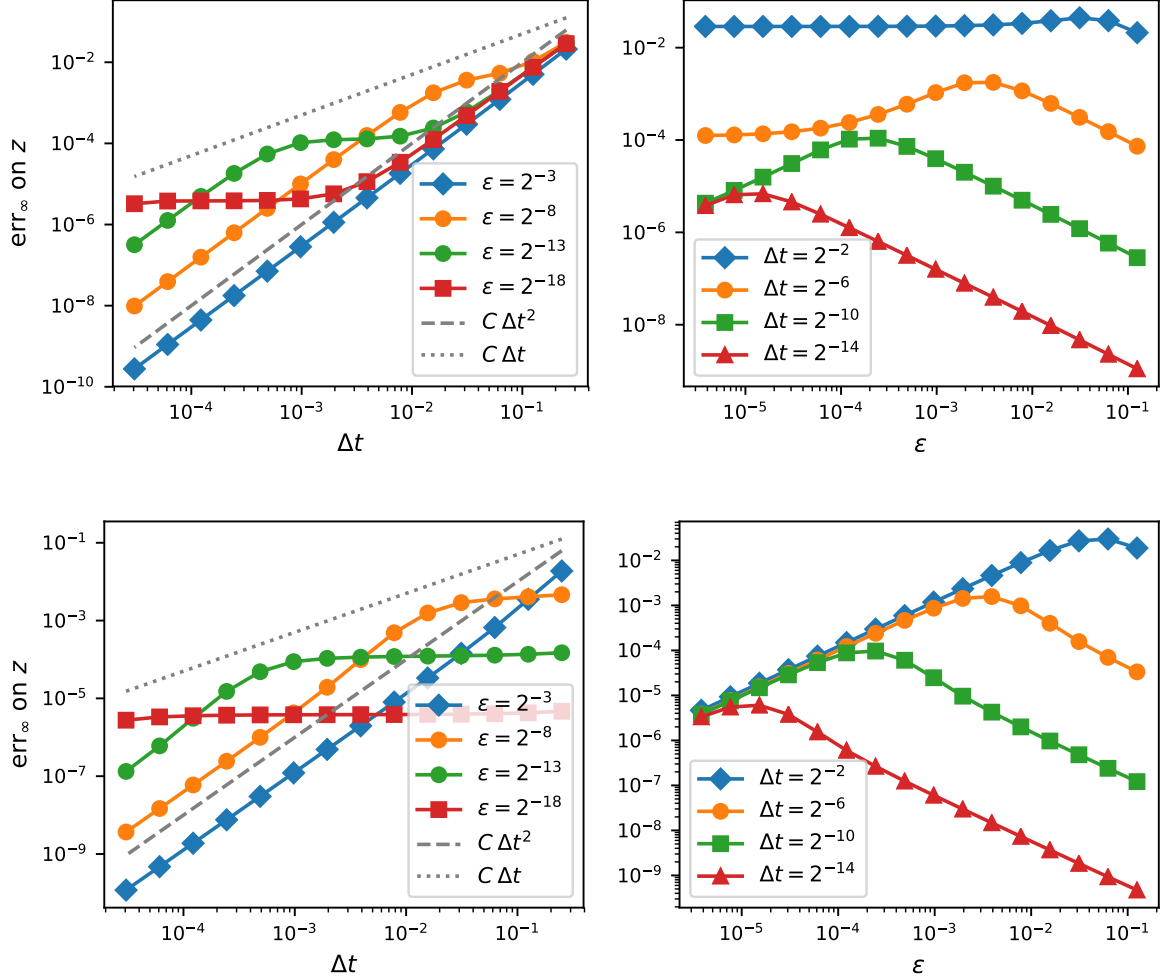 err∞ on z
10⁻²
10⁻⁴
10⁻⁶
10⁻⁸
10⁻¹⁰
10⁻⁴
10⁻³
10⁻²
10⁻¹
Δt
ε = 2⁻³
ε = 2⁻⁸
ε = 2⁻¹³
ε = 2⁻¹⁸
C Δt²
C Δt
10⁻²
10⁻⁴
10⁻⁶
10⁻⁸
10⁻⁵
10⁻⁴
10⁻³
10⁻²
10⁻¹
ε
Δt = 2⁻²
Δt = 2⁻⁶
Δt = 2⁻¹⁰
Δt = 2⁻¹⁴
err∞ on z
10⁻¹
10⁻³
10⁻⁵
10⁻⁷
10⁻⁹
10⁻⁴
10⁻³
10⁻²
10⁻¹
Δt
ε = 2⁻³
ε = 2⁻⁸
ε = 2⁻¹³
ε = 2⁻¹⁸
C Δt²
C Δt
10⁻²
10⁻³
10⁻⁴
10⁻⁵
10⁻⁶
10⁻⁷
10⁻⁸
10⁻⁹
10⁻⁵
10⁻⁴
10⁻³
10⁻²
10⁻¹
ε
Δt = 2⁻²
Δt = 2⁻⁶
Δt = 2⁻¹⁰
Δt = 2⁻¹⁴